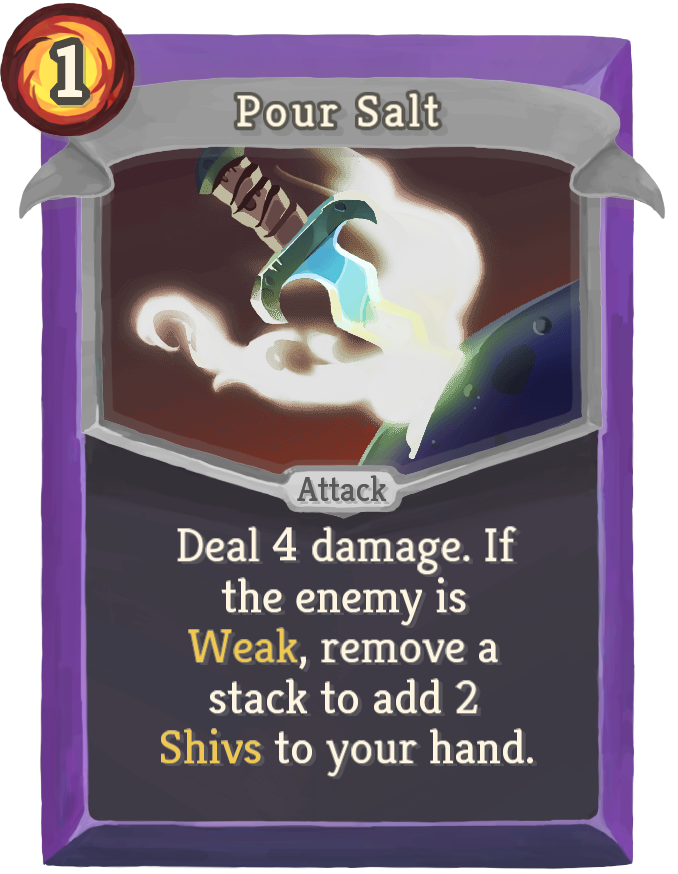 1
Pour Salt
Attack
Deal 4 damage. If
the enemy is
Weak, remove a
stack to add 2
Shivs to your hand.